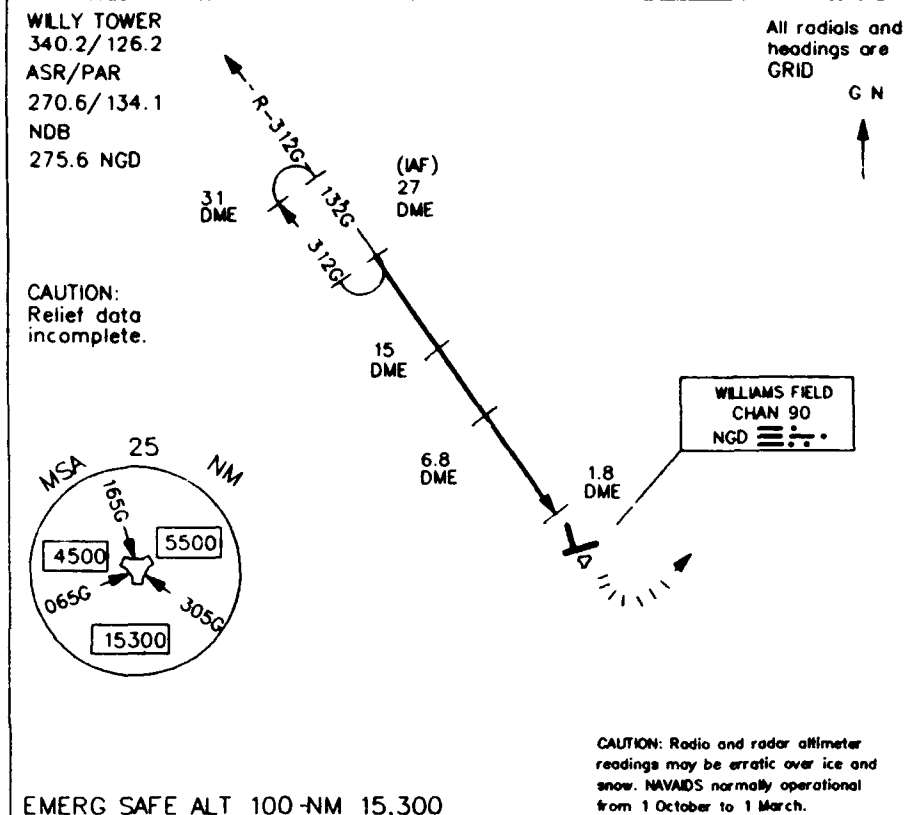 WILLY TOWER
340.2/126.2
ASR/PAR
270.6/134.1
NDB
275.6 NGD
All radials and
headings are
GRID
G N
R-312G
(IAF)
27
DME
132G
31
DME
312G
CAUTION:
Relief data
incomplete.
15
DME
WILLIAMS FIELD
CHAN 90
NGD
6.8
DME
1.8
DME
MSA 25 NM
165G
4500
5500
065G
305G
15300
CAUTION: Radio and radar altimeter
readings may be erratic over ice and
snow. NAVAIDS normally operational
from 1 October to 1 March.
EMERG SAFE ALT 100-NM 15,300